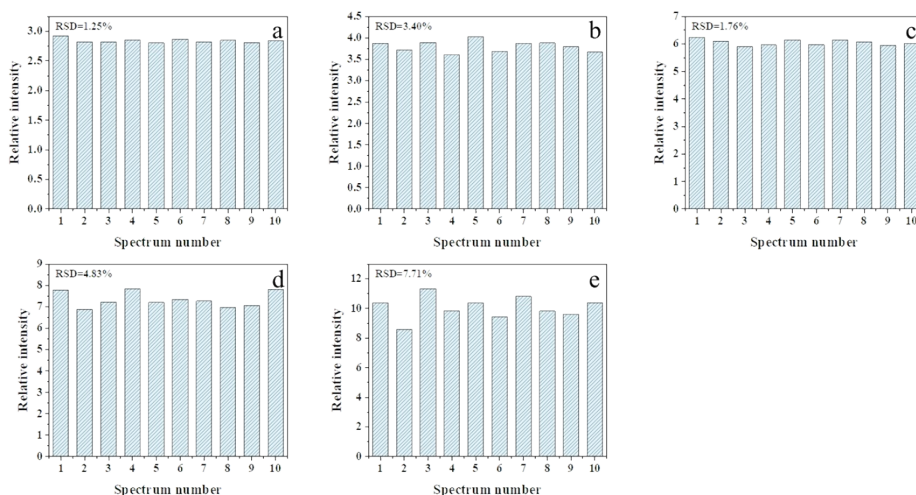 RSD=1.25%
a
Relative intensity
3.0
2.5
2.0
1.5
1.0
0.5
0.0
1 2 3 4 5 6 7 8 9 10
Spectrum number
RSD=3.40%
b
Relative intensity
4.5
4.0
3.5
3.0
2.5
2.0
1.5
1.0
0.5
0.0
1 2 3 4 5 6 7 8 9 10
Spectrum number
RSD=1.76%
c
Relative intensity
7
6
5
4
3
2
1
0
1 2 3 4 5 6 7 8 9 10
Spectrum number
RSD=4.83%
d
Relative intensity
9
8
7
6
5
4
3
2
1
0
1 2 3 4 5 6 7 8 9 10
Spectrum number
RSD=7.71%
e
Relative intensity
12
10
8
6
4
2
0
1 2 3 4 5 6 7 8 9 10
Spectrum number